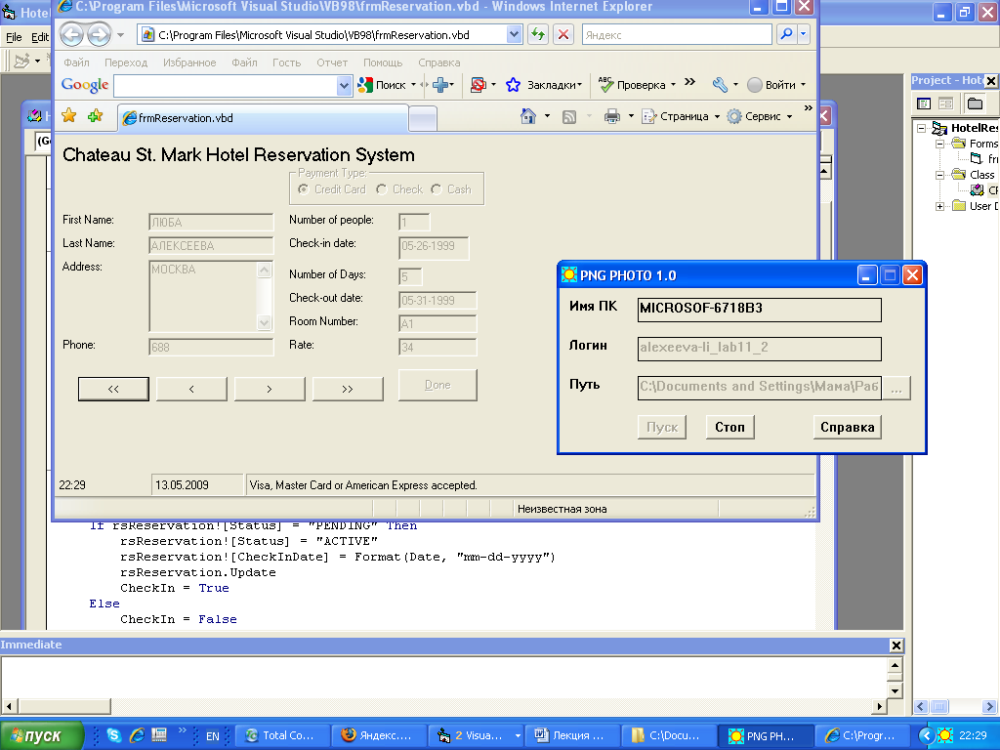 Hotel
C:\Program Files\Microsoft Visual Studio\VB98\frmReservation.vbd - Windows Internet Explorer
File Edit
C:\Program Files\Microsoft Visual Studio\VB98\frmReservation.vbd
Яндекс
Файл Переход Избранное Файл Гость Отчет Помощь Справка
Google Поиск Закладки ABC Проверка » Войти
frmReservation.vbd Страница Сервис »
Project - Hot
HotelRes
Forms
fr
Class
User D
Chateau St. Mark Hotel Reservation System
Payment Type:
Credit Card Check Cash
First Name: ЛЮБА Number of people: 1
Last Name: АЛЕКСЕЕВА Check-in date: 05-26-1999
Address: МОСКВА
Number of Days: 5
Check-out date: 05-31-1999
Room Number: A1
Phone: 688 Rate: 34
<< < > >> Done
22:29 13.05.2009 Visa, Master Card or American Express accepted.
Неизвестная зона
PNG PHOTO 1.0
Имя ПК MICROSOF-6718B3
Логин alexeeva-li_lab11_2
Путь C:\Documents and Settings\Мама\Раб ...
Пуск Стоп Справка
If rsReservation![Status] = "PENDING" Then
rsReservation![Status] = "ACTIVE"
rsReservation![CheckInDate] = Format(Date, "mm-dd-yyyy")
rsReservation.Update
CheckIn = True
Else
CheckIn = False
Immediate
пуск » EN Total Co... Яндекс.... 2 Visua... Лекция ... C:\Docu... PNG PH... C:\Progr... 22:29